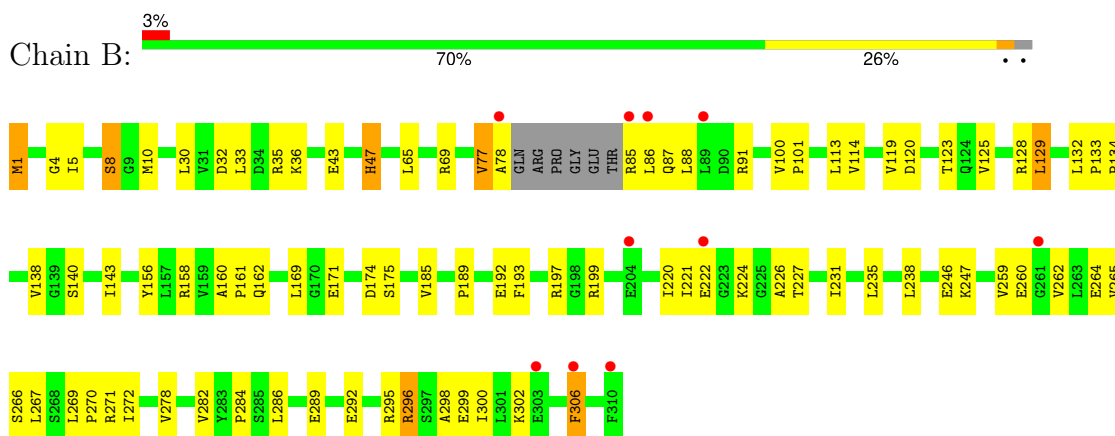 3%
Chain B:
70% 26% • •
M1 G4 I5 S8 G9 M10 L30 V31 D32 L33 D34 R35 K36 E43 H47 L65 R69 V77 A78 GLN ARG PRO GLY GLU THR R85 L86 Q87 L88 L89 D90 R91 V100 P101 L113 V114 V119 D120 T123 Q124 V125 R128 L129 L132 P133 R134
V138 G139 S140 I143 Y156 L157 R158 V159 A160 P161 Q162 L169 G170 E171 D174 S175 V185 P189 E192 F193 R197 G198 R199 E204 I220 I221 E222 G223 K224 G225 A226 T227 I231 L235 L238 E246 K247 V259 E260 G261 V262 L263 E264 V265
S266 L267 S268 L269 P270 R271 I272 V278 V282 Y283 P284 S285 L286 E289 E292 R295 R296 S297 A298 E299 I300 L301 K302 E303 F306 F310